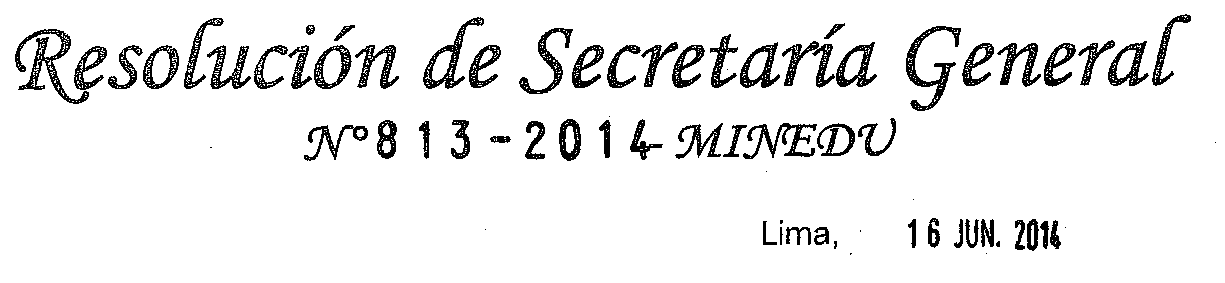 Resolución de Secretaría General
N°813-2014-MINEDU
Lima, 16 JUN. 2014